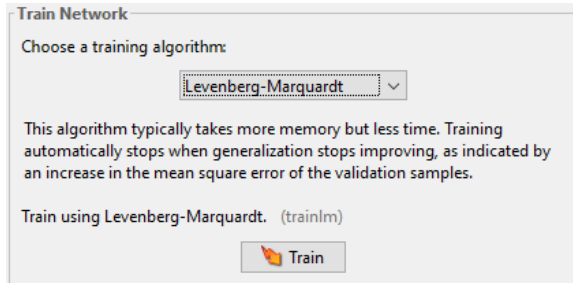 Train Network
Choose a training algorithm:
Levenberg-Marquardt
This algorithm typically takes more memory but less time. Training
automatically stops when generalization stops improving, as indicated by
an increase in the mean square error of the validation samples.
Train using Levenberg-Marquardt. (trainlm)
Train